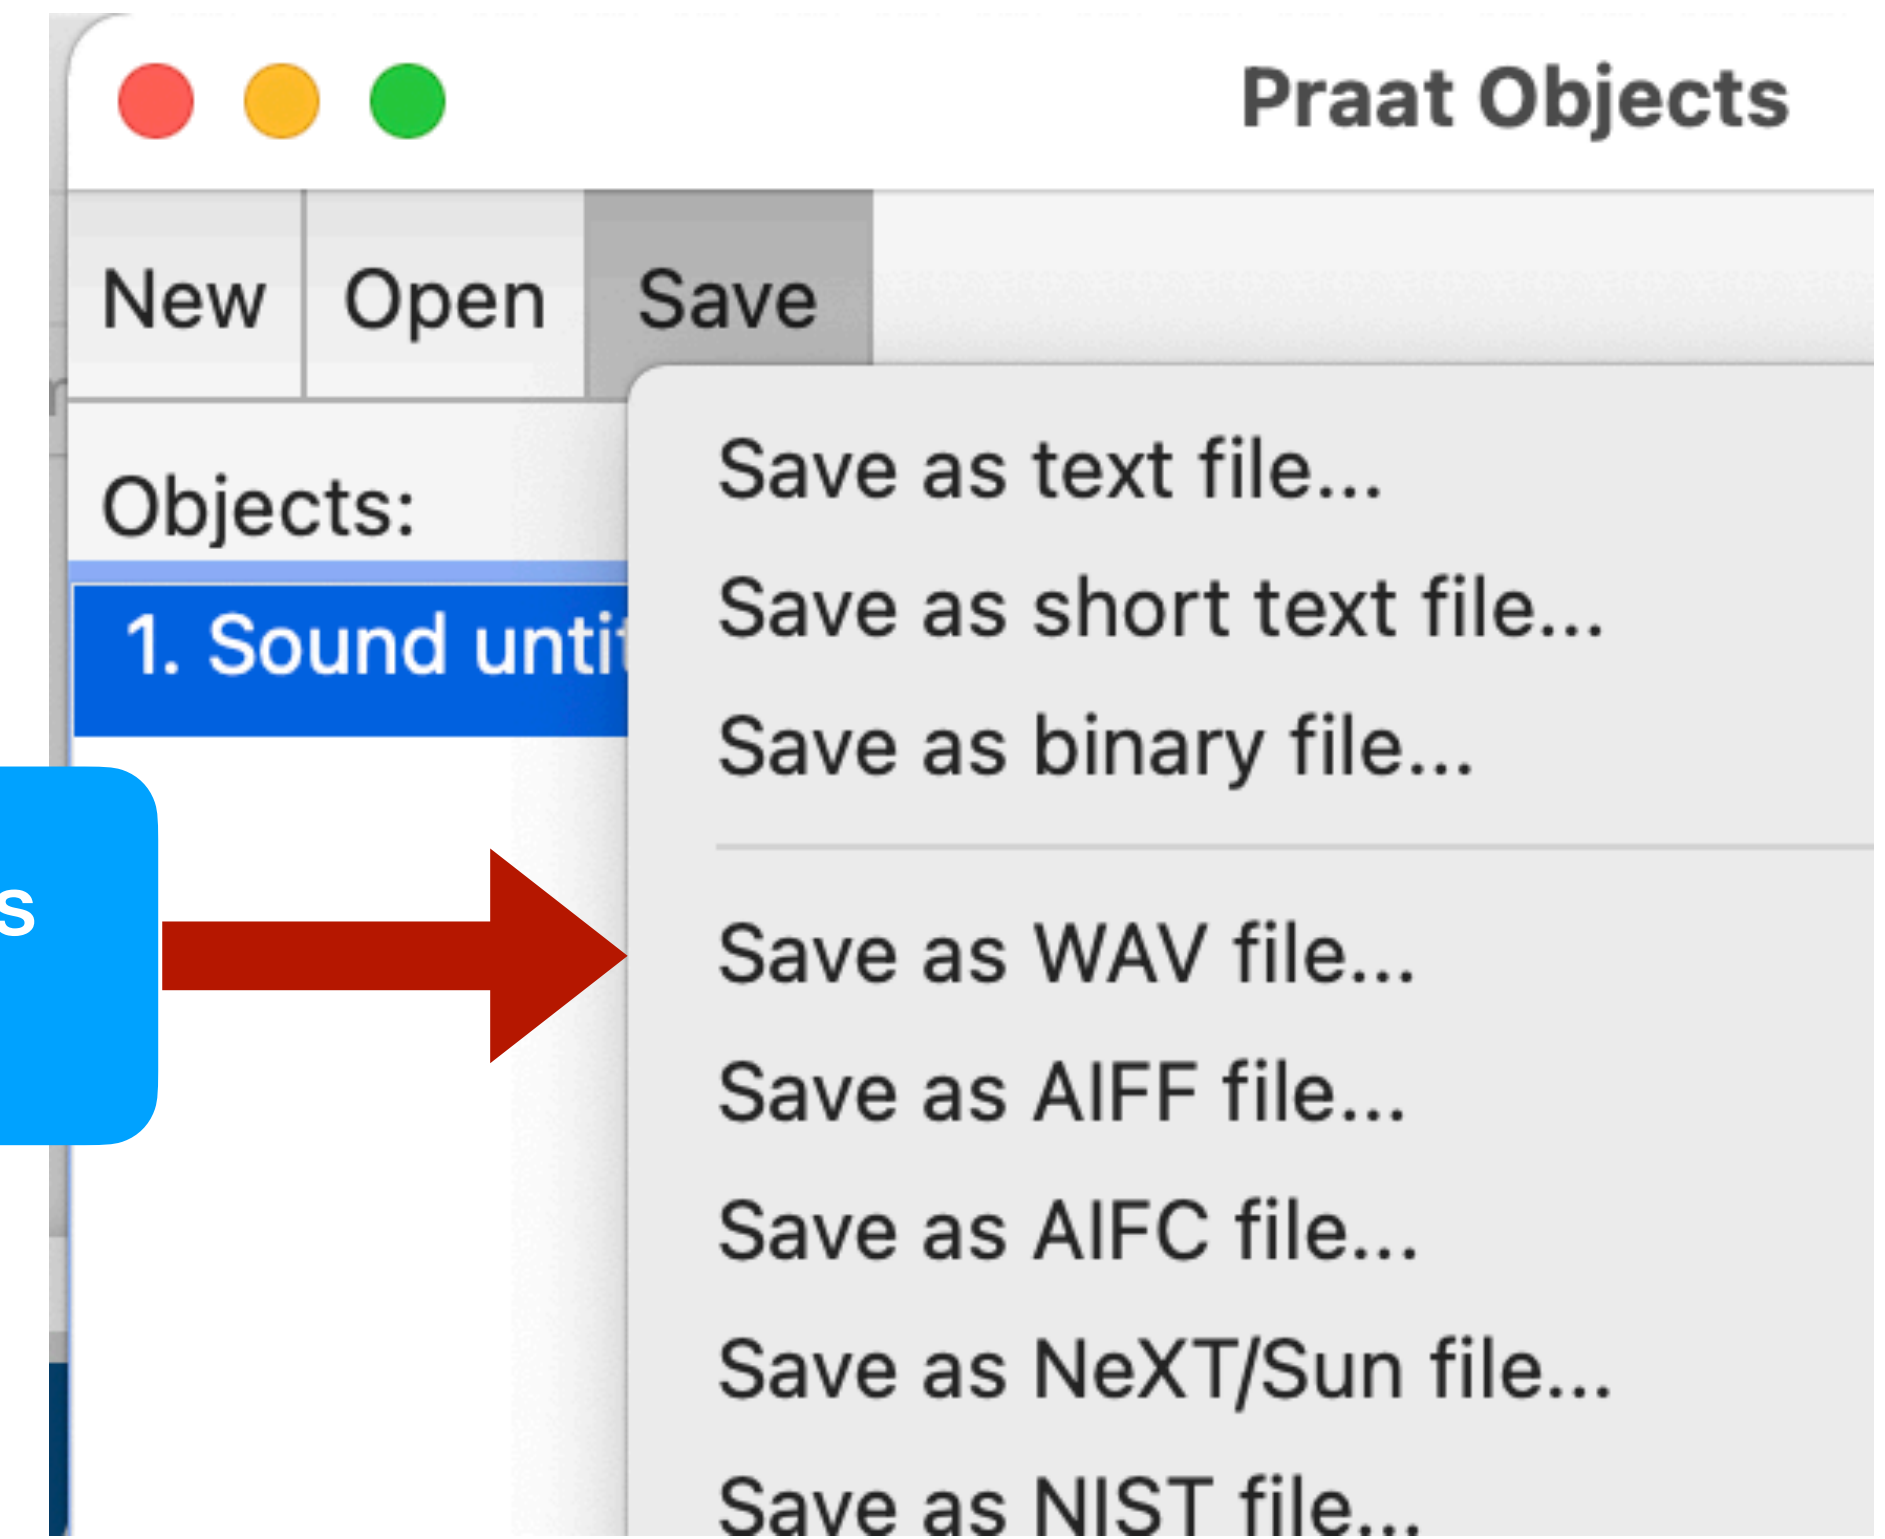 Praat Objects
New Open Save
Objects:
1. Sound
Save as text file...
Save as short text file...
Save as binary file...
Save as WAV file...
Save as AIFF file...
Save as AIFC file...
Save as NeXT/Sun file...
Save as NIST file...